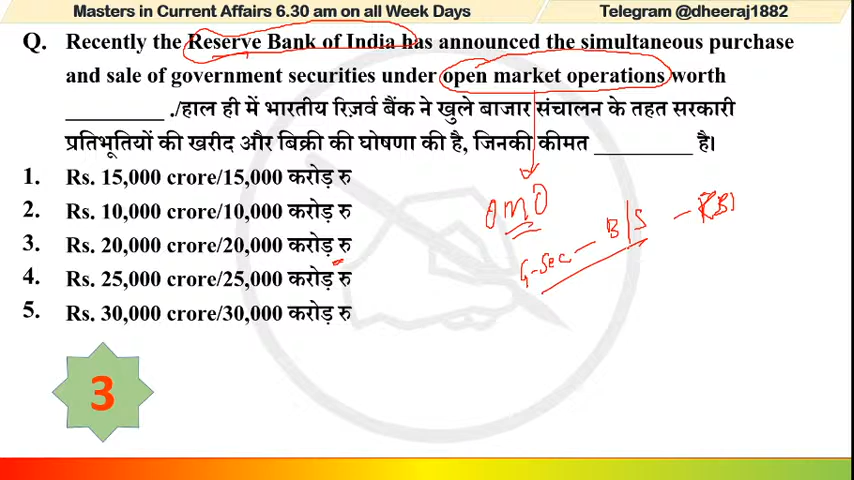 Masters in Current Affairs 6.30 am on all Week Days
Telegram @dheeraj1882
Q. Recently the Reserve Bank of India has announced the simultaneous purchase
and sale of government securities under open market operations worth
_________ ./हाल ही में भारतीय रिज़र्व बैंक ने खुले बाजार संचालन के तहत सरकारी
प्रतिभूतियों की खरीद और बिक्री की घोषणा की है, जिनकी कीमत _________ है।
1. Rs. 15,000 crore/15,000 करोड़ रु
2. Rs. 10,000 crore/10,000 करोड़ रु
3. Rs. 20,000 crore/20,000 करोड़ रु
4. Rs. 25,000 crore/25,000 करोड़ रु
5. Rs. 30,000 crore/30,000 करोड़ रु
OMO
G-Sec - B/S -
3